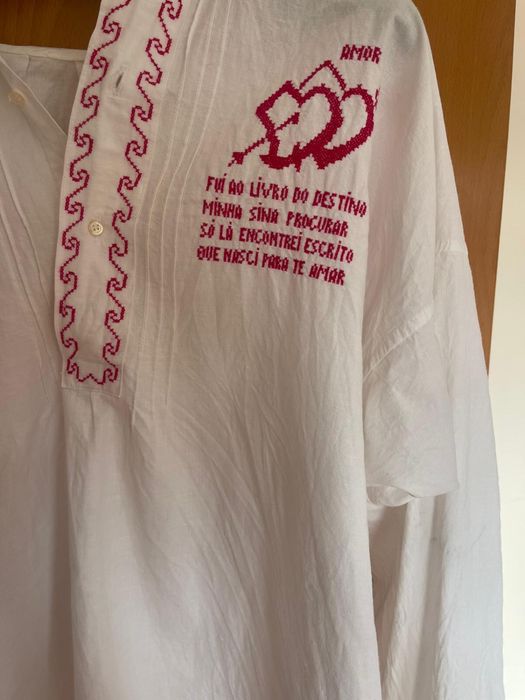 AMOR
FUI AO LIVRO DO DESTINO
MINHA SINA PROCURAR
SÓ LÁ ENCONTREI ESCRITO
QUE NASCI PARA TE AMAR